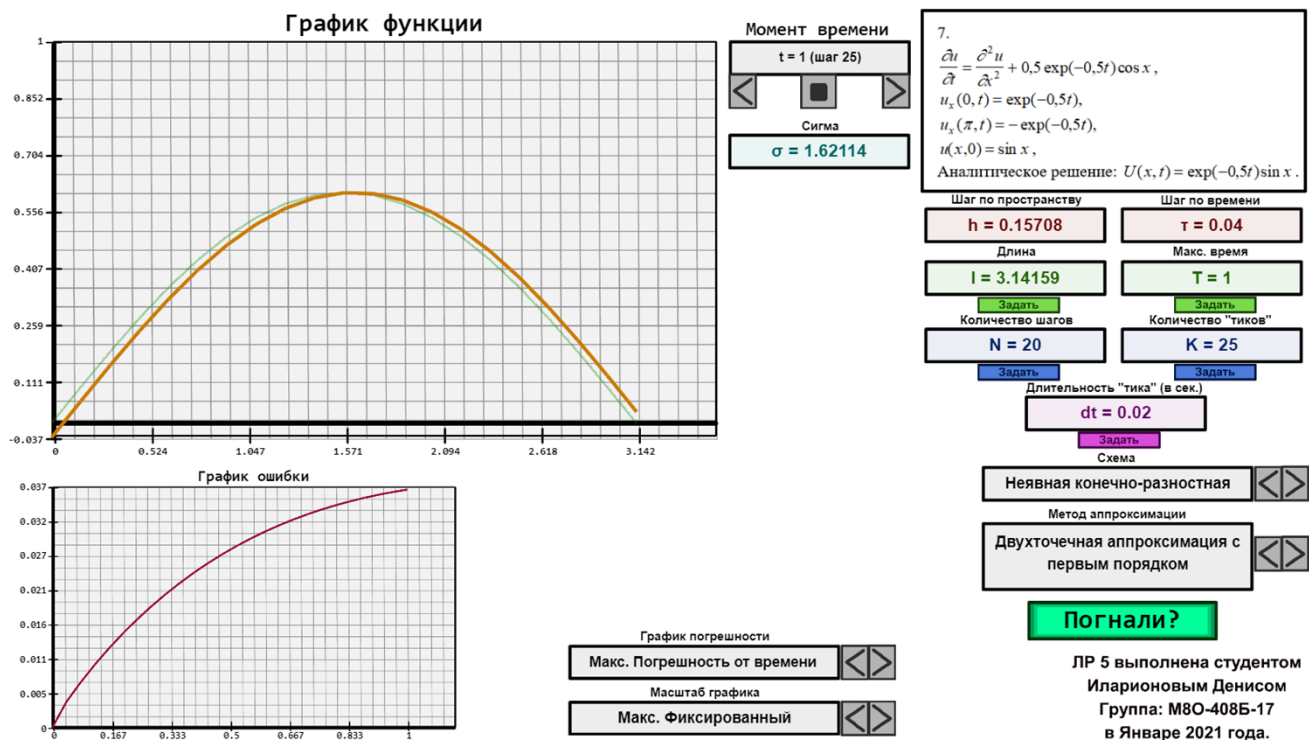 График функции
1
0.852
0.704
0.556
0.407
0.259
0.111
-0.037
0 0.524 1.047 1.571 2.094 2.618 3.142
Момент времени
t = 1 (шаг 25)
Сигма
σ = 1.62114
7.
∂u/∂t = ∂²u/∂x² + 0,5 exp(−0,5t) cos x ,
uₓ(0,t) = exp(−0,5t),
uₓ(π,t) = − exp(−0,5t),
u(x,0) = sin x ,
Аналитическое решение: U(x,t) = exp(−0,5t) sin x .
Шаг по пространству Шаг по времени
h = 0.15708 τ = 0.04
Длина Макс. время
l = 3.14159 T = 1
Задать Задать
Количество шагов Количество "тиков"
N = 20 K = 25
Задать Задать
Длительность "тика" (в сек.)
dt = 0.02
Задать
Схема
Неявная конечно-разностная
Метод аппроксимации
Двухточечная аппроксимация с
первым порядком
Погнали?
График ошибки
0.037
0.032
0.027
0.021
0.016
0.011
0.005
0
0 0.167 0.333 0.5 0.667 0.833 1
График погрешности
Макс. Погрешность от времени
Масштаб графика
Макс. Фиксированный
ЛР 5 выполнена студентом
Иларионовым Денисом
Группа: М8О-408Б-17
в Январе 2021 года.